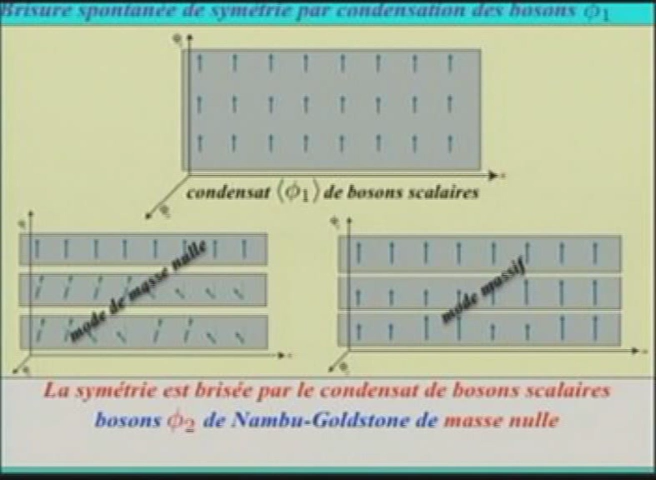 Brisure spontanée de symétrie par condensation des bosons ϕ₁
condensat ⟨ϕ₁⟩ de bosons scalaires
mode de masse nulle
mode massif
La symétrie est brisée par le condensat de bosons scalaires
bosons ϕ₂ de Nambu-Goldstone de masse nulle